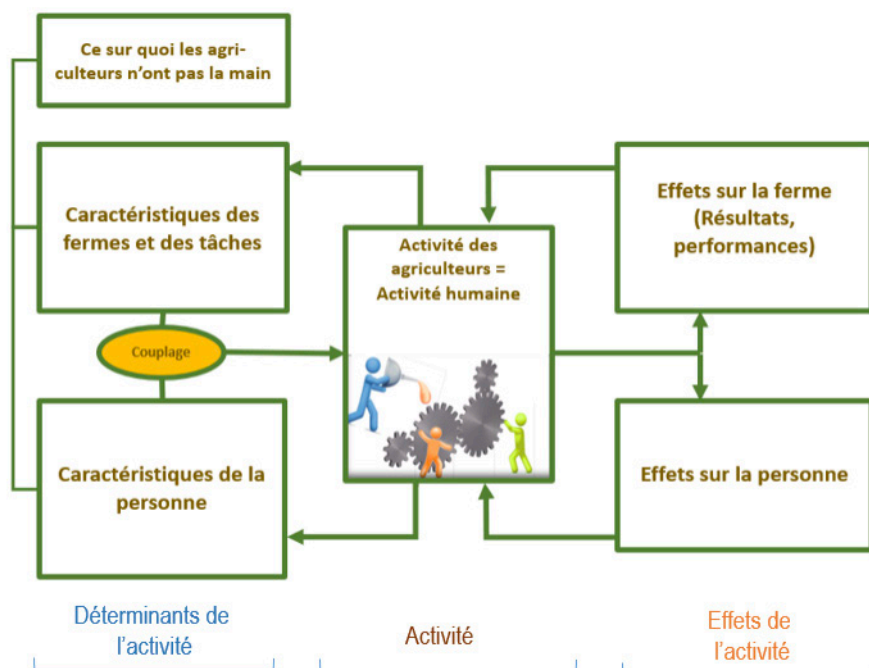 Ce sur quoi les agri-
culteurs n'ont pas la main
Caractéristiques des
fermes et des tâches
Couplage
Caractéristiques de la
personne
Activité des
agriculteurs =
Activité humaine
Effets sur la ferme
(Résultats,
performances)
Effets sur la personne
Déterminants de
l'activité
Activité
Effets de
l'activité